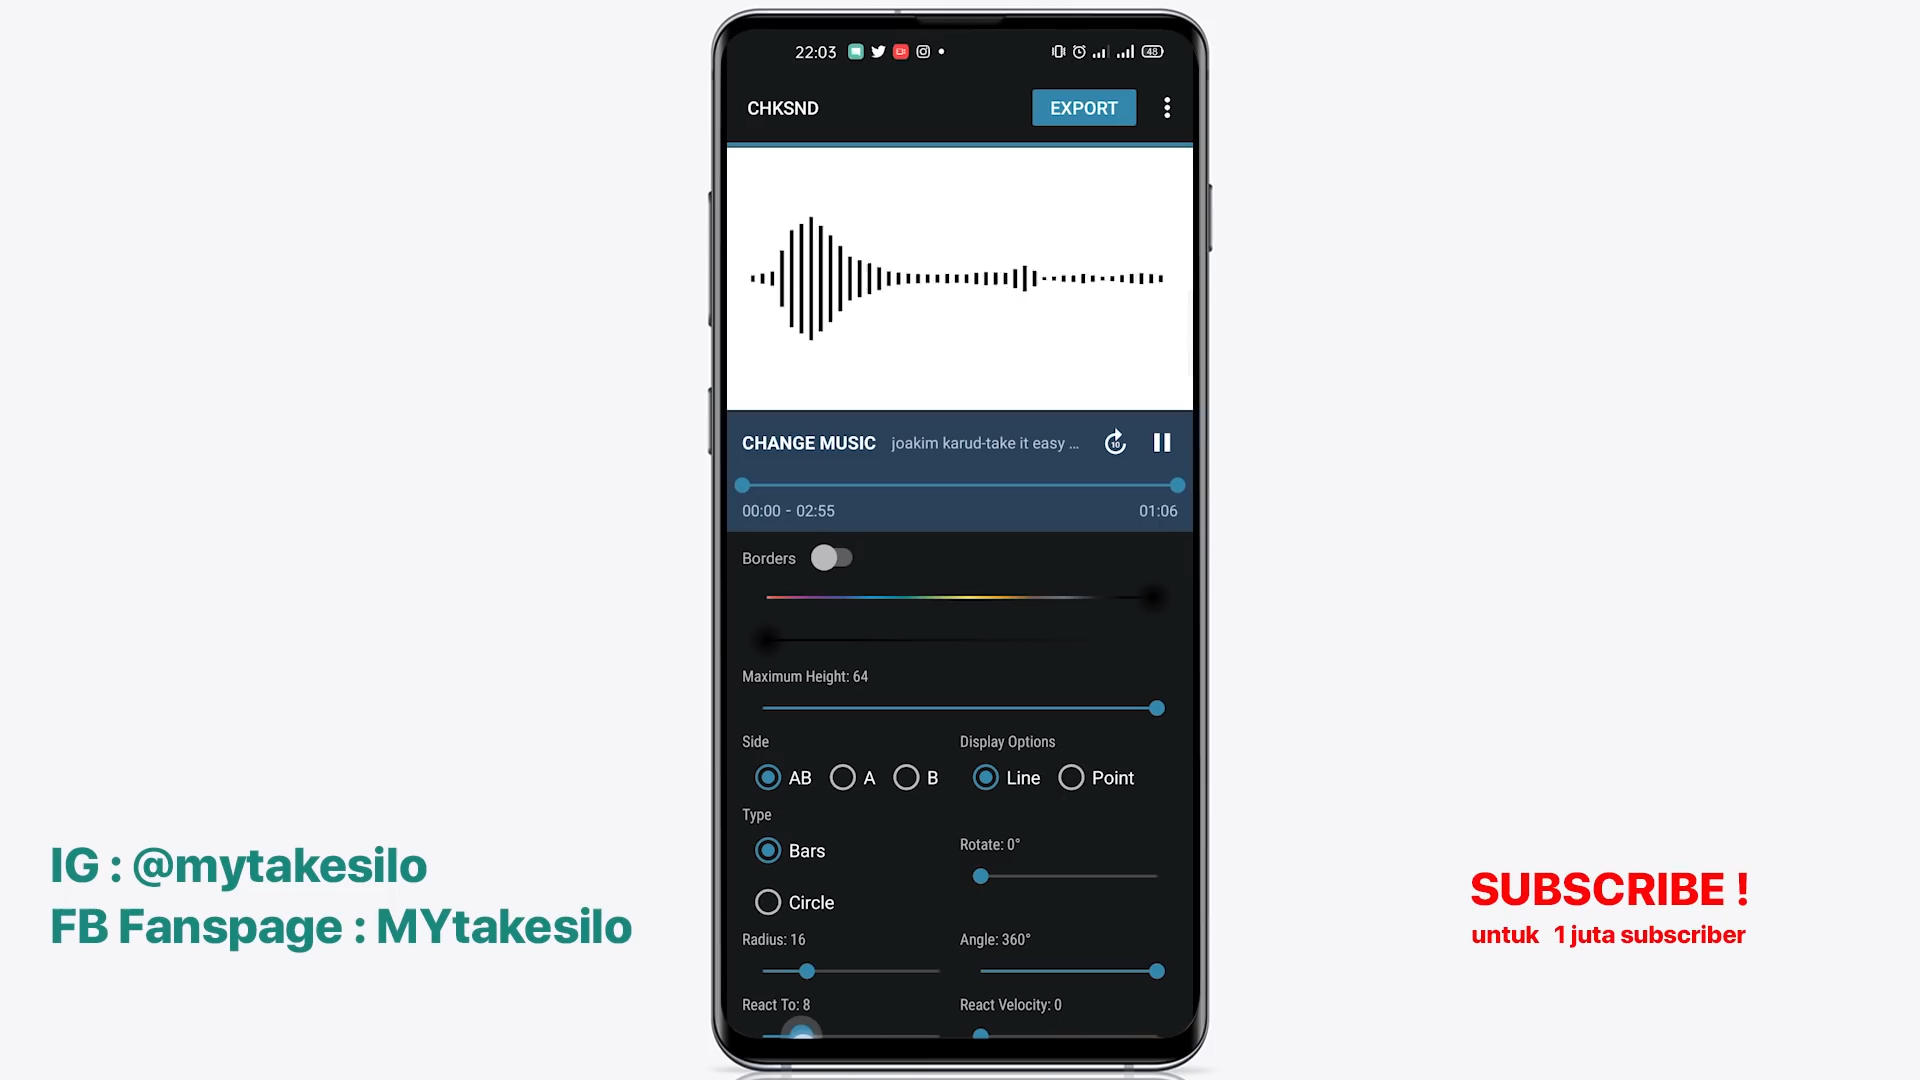 22:03
48
CHKSND
EXPORT
CHANGE MUSIC joakim karud-take it easy ...
10
00:00 - 02:55
01:06
Borders
Maximum Height: 64
Side
Display Options
AB
A
B
Line
Point
Type
Bars
Rotate: 0°
Circle
Radius: 16
Angle: 360°
React To: 8
React Velocity: 0
IG : @mytakesilo
FB Fanspage : MYtakesilo
SUBSCRIBE !
untuk 1 juta subscriber